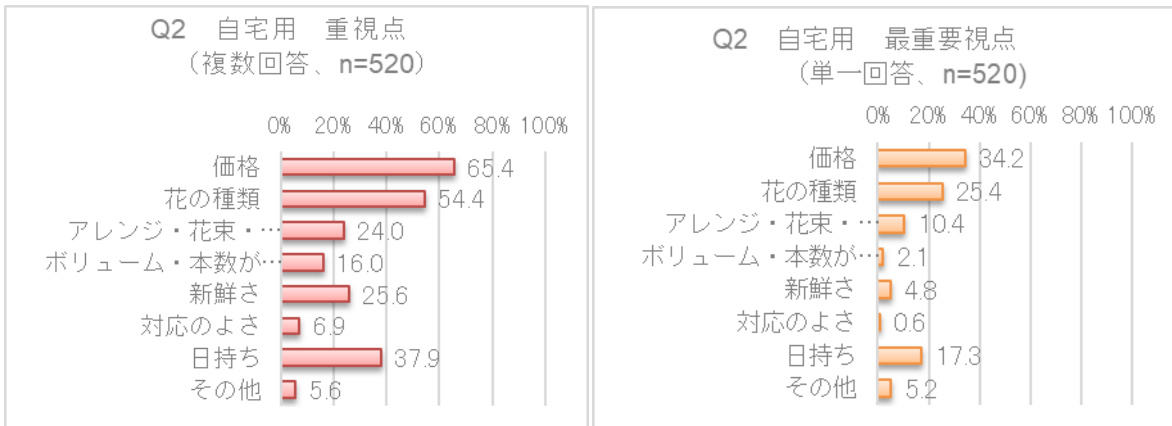 Q2 自宅用 重視点
(複数回答、n=520)
0% 20% 40% 60% 80% 100%
価格 65.4
花の種類 54.4
アレンジ・花束・… 24.0
ボリューム・本数が… 16.0
新鮮さ 25.6
対応のよさ 6.9
日持ち 37.9
その他 5.6
Q2 自宅用 最重要視点
(単一回答、n=520)
0% 20% 40% 60% 80% 100%
価格 34.2
花の種類 25.4
アレンジ・花束・… 10.4
ボリューム・本数が… 2.1
新鮮さ 4.8
対応のよさ 0.6
日持ち 17.3
その他 5.2